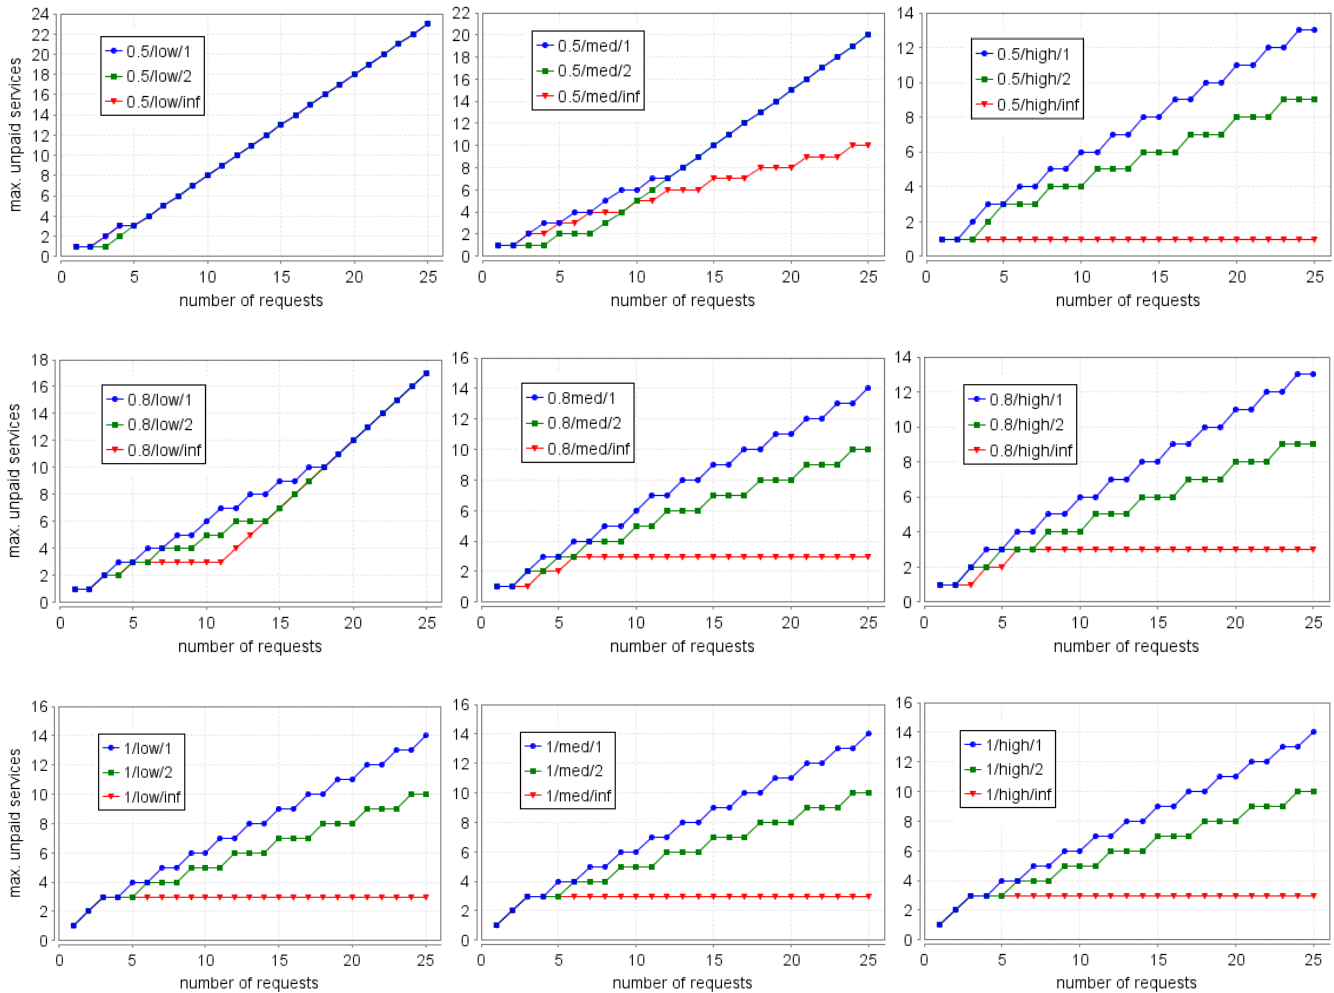 24
23
22
21
20
19
18
17
16
15
14
13
12
11
10
9
8
7
6
5
4
3
2
1
0
max. unpaid services
0.5/low/1
0.5/low/2
0.5/low/inf
0 5 10 15 20 25
number of requests
22
20
18
16
14
12
10
8
6
4
2
0
0.5/med/1
0.5/med/2
0.5/med/inf
0 5 10 15 20 25
number of requests
14
12
10
8
6
4
2
0
0.5/high/1
0.5/high/2
0.5/high/inf
0 5 10 15 20 25
number of requests
18
16
14
12
10
8
6
4
2
0
max. unpaid services
0.8/low/1
0.8/low/2
0.8/low/inf
0 5 10 15 20 25
number of requests
16
14
12
10
8
6
4
2
0
0.8med/1
0.8/med/2
0.8/med/inf
0 5 10 15 20 25
number of requests
14
12
10
8
6
4
2
0
0.8/high/1
0.8/high/2
0.8/high/inf
0 5 10 15 20 25
number of requests
16
14
12
10
8
6
4
2
0
max. unpaid services
1/low/1
1/low/2
1/low/inf
0 5 10 15 20 25
number of requests
16
14
12
10
8
6
4
2
0
1/med/1
1/med/2
1/med/inf
0 5 10 15 20 25
number of requests
16
14
12
10
8
6
4
2
0
1/high/1
1/high/2
1/high/inf
0 5 10 15 20 25
number of requests